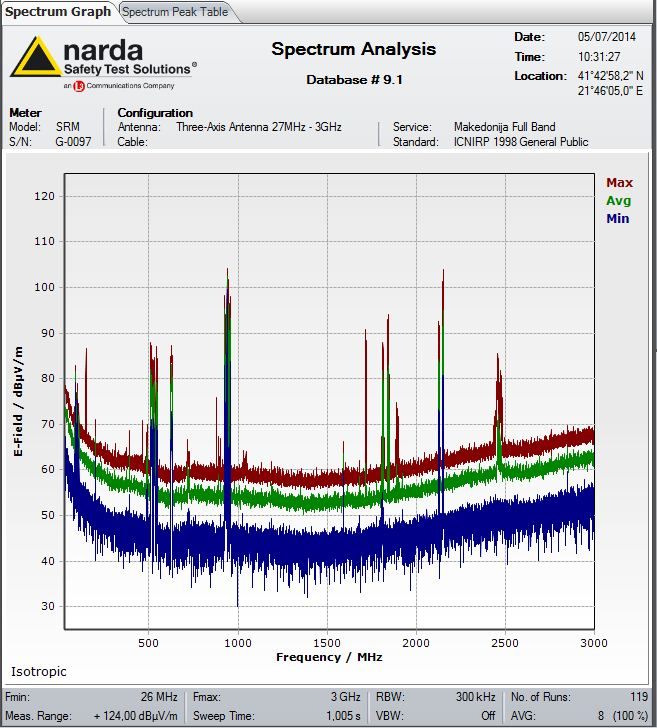 Spectrum Graph Spectrum Peak Table
narda
Safety Test Solutions®
an L3 Communications Company
Spectrum Analysis
Database # 9.1
Date: 05/07/2014
Time: 10:31:27
Location: 41°42'58,2" N
21°46'05,0" E
Meter
Model: SRM
S/N: G-0097
Configuration
Antenna: Three-Axis Antenna 27MHz - 3GHz
Cable:
Service: Makedonija Full Band
Standard: ICNIRP 1998 General Public
Max
Avg
Min
120
110
100
90
80
70
60
50
40
30
E-Field / dBµV/m
500 1000 1500 2000 2500 3000
Frequency / MHz
Isotropic
Fmin: 26 MHz Fmax: 3 GHz RBW: 300 kHz No. of Runs: 119
Meas. Range: + 124,00 dBµV/m Sweep Time: 1,005 s VBW: Off AVG: 8 (100 %)